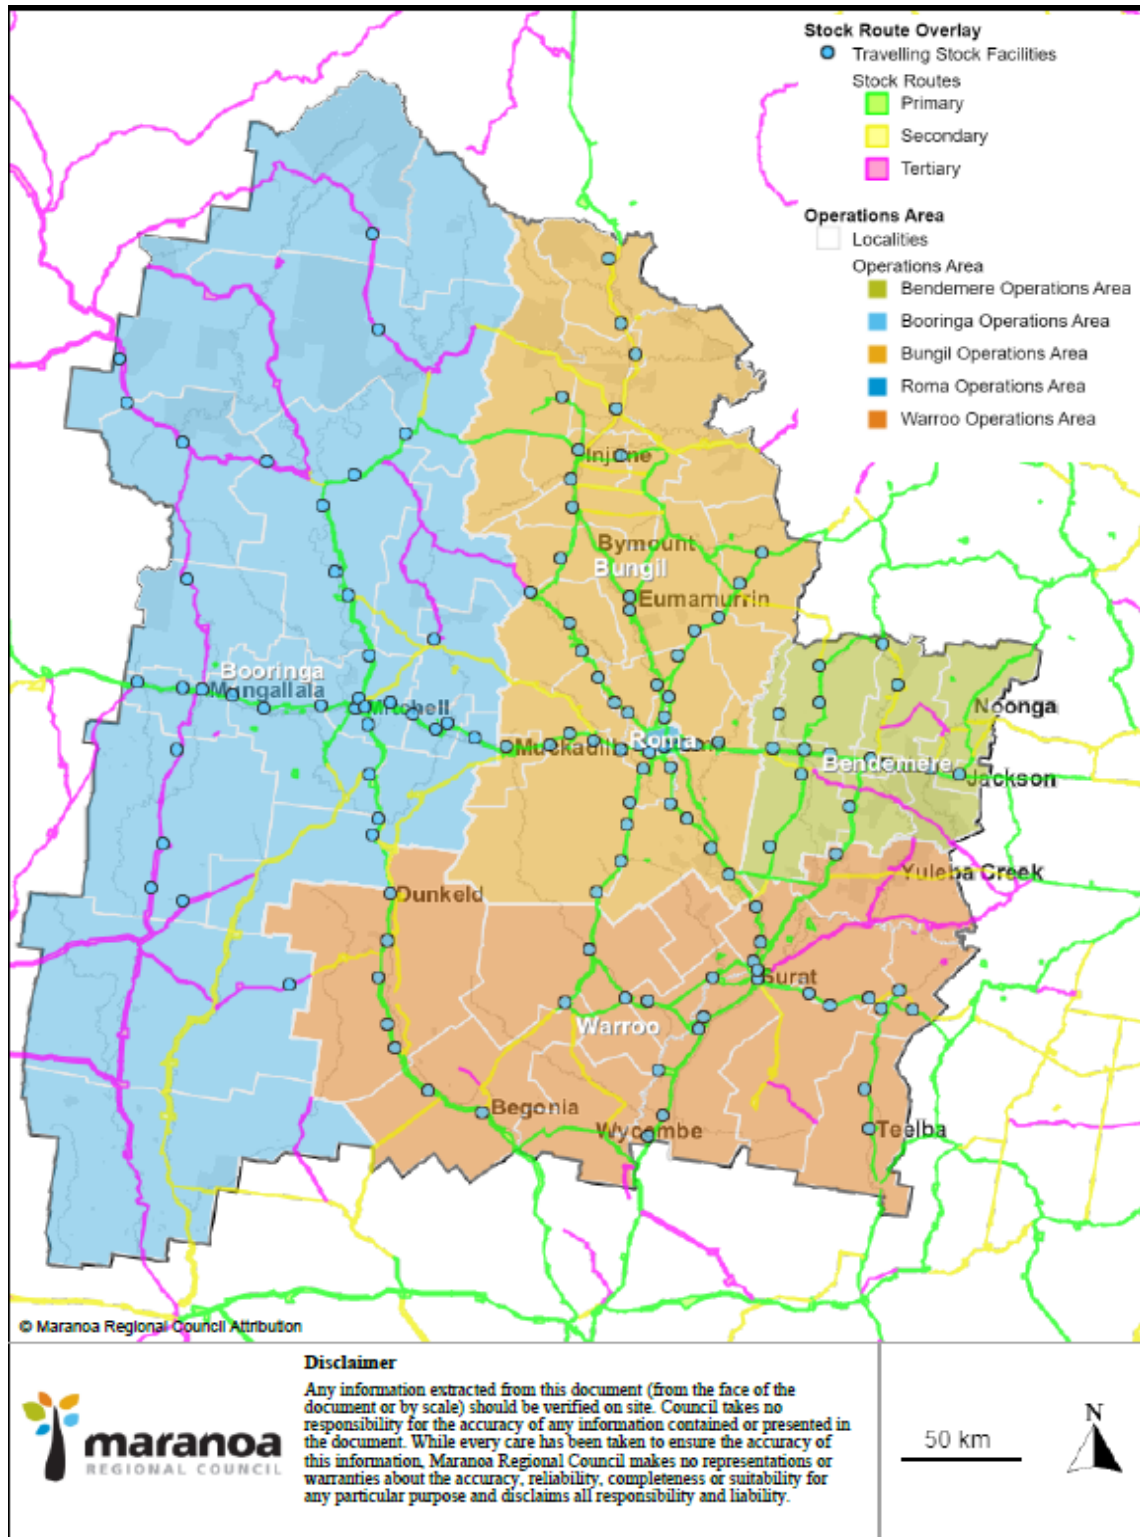 Stock Route Overlay
Travelling Stock Facilities
Stock Routes
Primary
Secondary
Tertiary
Operations Area
Localities
Operations Area
Bendemere Operations Area
Booringa Operations Area
Bungil Operations Area
Roma Operations Area
Warroo Operations Area
Injune
Bymount
Bungil
Eumamurrin
Booringa
Mungallala
Mitchell
Noonga
Muckadilla
Roma
Bendemere
Jackson
Dunkeld
Yuleba Creek
Surat
Warroo
Begonia
Wycombe
Teelba
© Maranoa Regional Council Attribution
Disclaimer
Any information extracted from this document (from the face of the
document or by scale) should be verified on site. Council takes no
responsibility for the accuracy of any information contained or presented in
the document. While every care has been taken to ensure the accuracy of
this information, Maranoa Regional Council makes no representations or
warranties about the accuracy, reliability, completeness or suitability for
any particular purpose and disclaims all responsibility and liability.
maranoa
REGIONAL COUNCIL
50 km
N